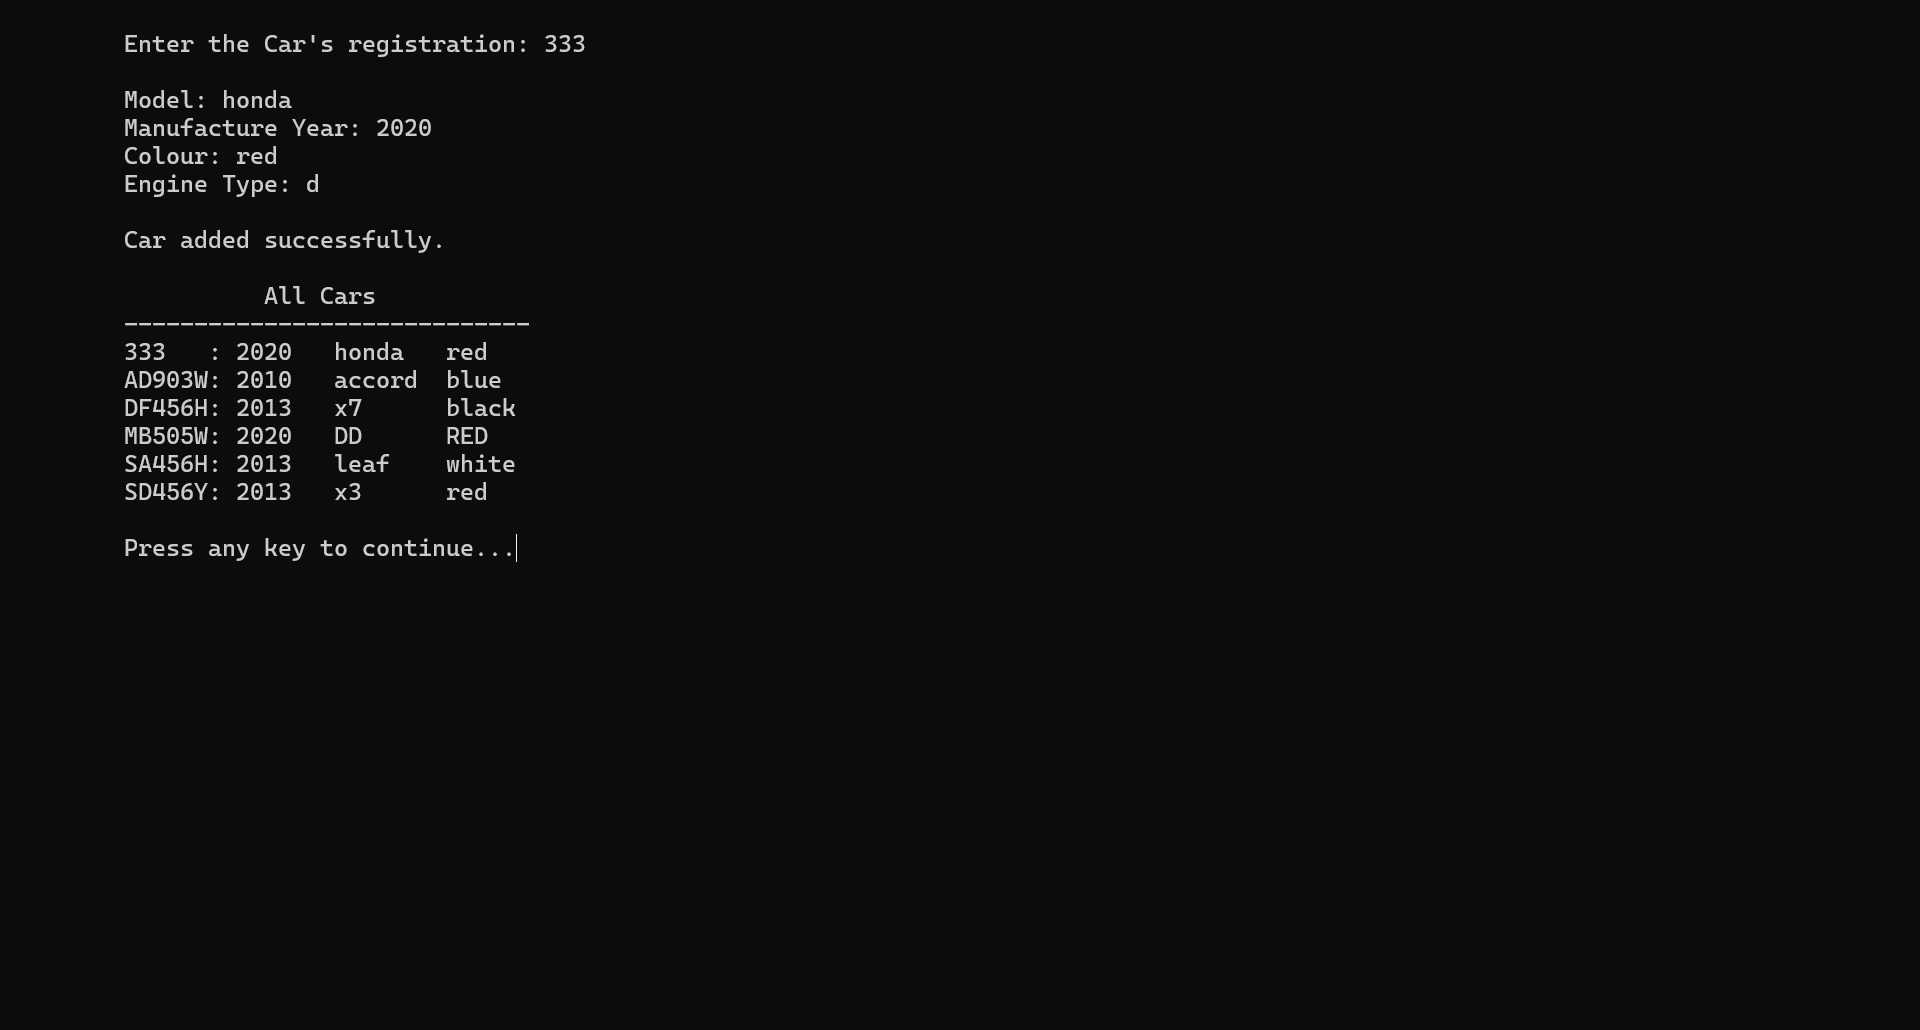 Enter the Car's registration: 333
Model: honda
Manufacture Year: 2020
Colour: red
Engine Type: d
Car added successfully.
All Cars
-----------------------------
333   : 2020   honda   red
AD903W: 2010   accord  blue
DF456H: 2013   x7      black
MB505W: 2020   DD      RED
SA456H: 2013   leaf    white
SD456Y: 2013   x3      red
Press any key to continue...